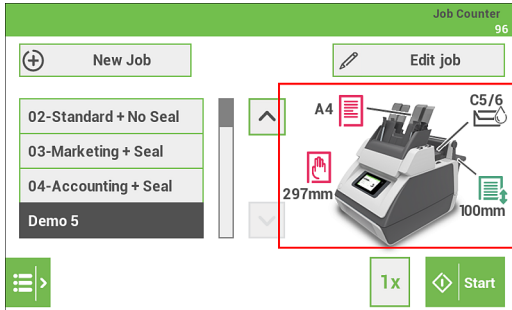 Job Counter
96
New Job
Edit job
02-Standard + No Seal
03-Marketing + Seal
04-Accounting + Seal
Demo 5
A4
C5/6
297mm
100mm
1x
Start